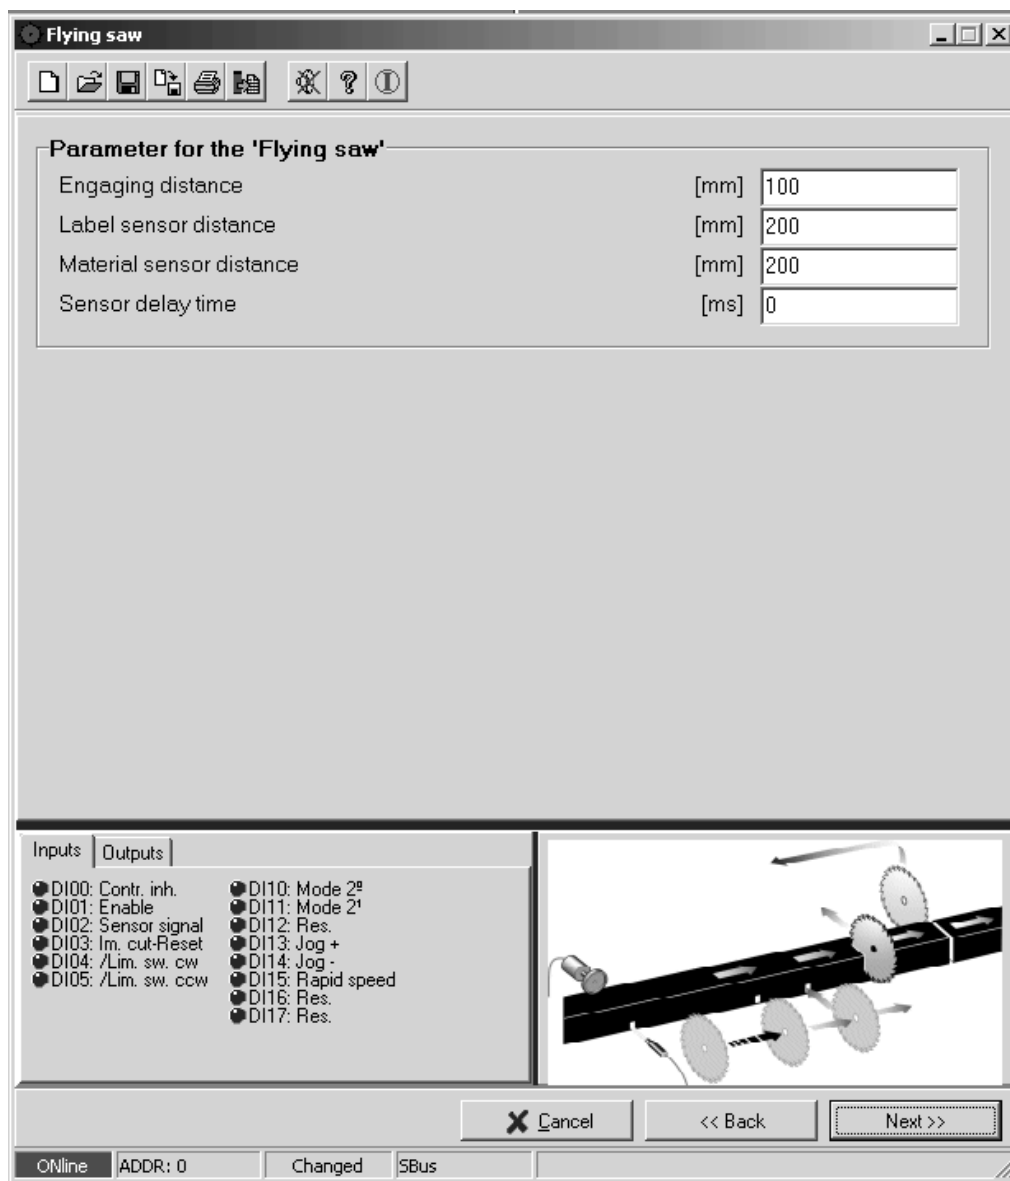 Flying saw
Parameter for the 'Flying saw'
Engaging distance [mm] 100
Label sensor distance [mm] 200
Material sensor distance [mm] 200
Sensor delay time [ms] 0
Inputs Outputs
DI00: Contr. inh. DI10: Mode 2º
DI01: Enable DI11: Mode 2¹
DI02: Sensor signal DI12: Res.
DI03: Im. cut-Reset DI13: Jog +
DI04: /Lim. sw. cw DI14: Jog -
DI05: /Lim. sw. ccw DI15: Rapid speed
DI16: Res.
DI17: Res.
Cancel << Back Next >>
ONline ADDR: 0 Changed SBus